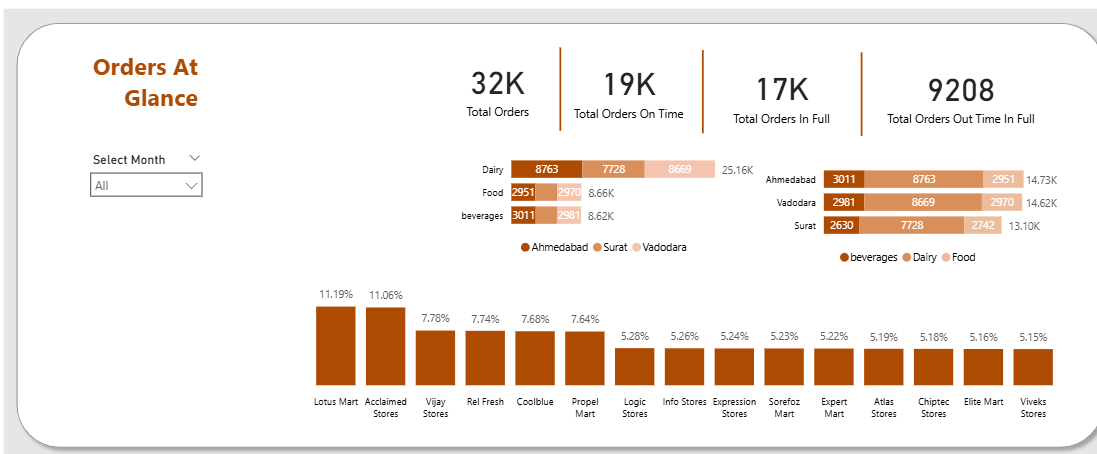 Orders At
Glance
Select Month
All
32K
Total Orders
19K
Total Orders On Time
17K
Total Orders In Full
9208
Total Orders Out Time In Full
Dairy 8763 7728 8669 25.16K
Food 2951 2970 8.66K
beverages 3011 2981 8.62K
Ahmedabad Surat Vadodara
Ahmedabad 3011 8763 2951 14.73K
Vadodara 2981 8669 2970 14.62K
Surat 2630 7728 2742 13.10K
beverages Dairy Food
11.19% 11.06% 7.78% 7.74% 7.68% 7.64% 5.28% 5.26% 5.24% 5.23% 5.22% 5.19% 5.18% 5.16% 5.15%
Lotus Mart Acclaimed Vijay Rel Fresh Coolblue Propel Logic Info Stores Expression Sorefoz Expert Atlas Chiptec Elite Mart Viveks
Stores Stores Mart Stores Stores Mart Mart Stores Stores Stores